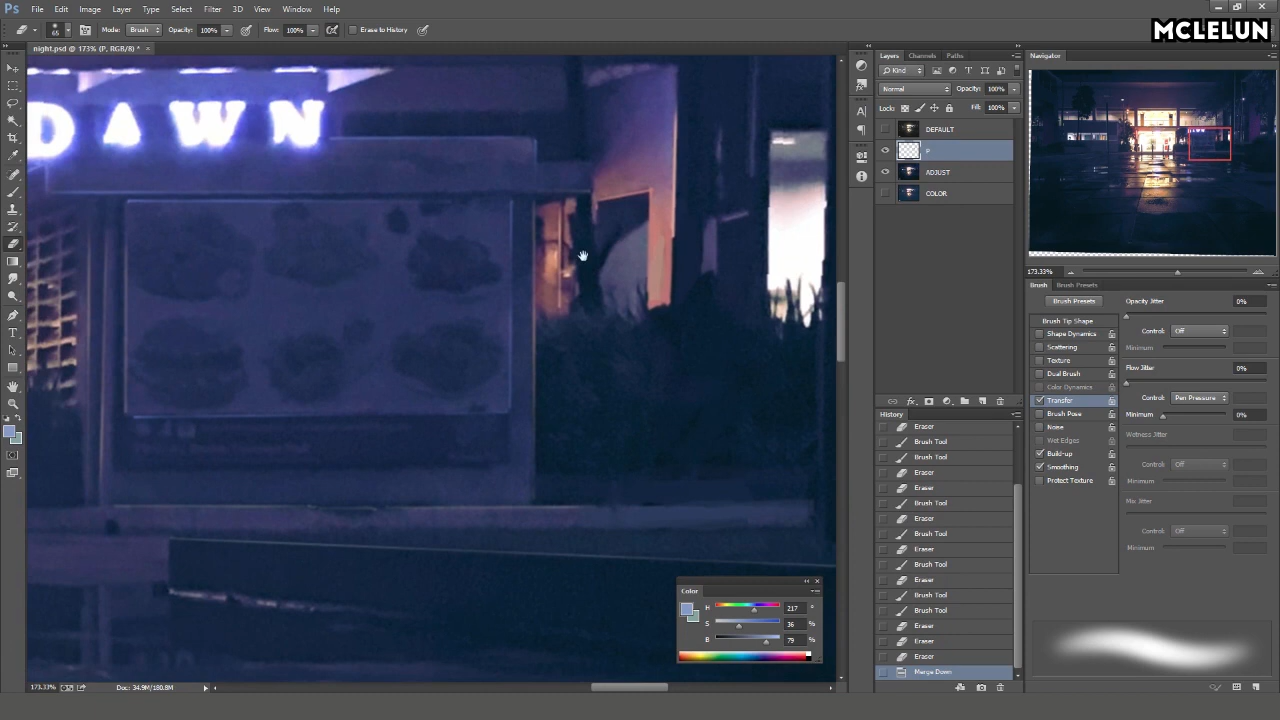 Ps File Edit Image Layer Type Select Filter 3D View Window Help
65 Mode: Brush Opacity: 100% Flow: 100% Erase to History
MCLELUN
night.psd @ 173% (P, RGB/8) * ×
DAWN
Layers Channels Paths
Kind
Normal Opacity: 100%
Lock: Fill: 100%
DEFAULT
P
ADJUST
COLOR
History
Eraser
Brush Tool
Brush Tool
Eraser
Eraser
Brush Tool
Eraser
Brush Tool
Eraser
Brush Tool
Eraser
Brush Tool
Brush Tool
Eraser
Eraser
Eraser
Merge Down
Navigator
173.33%
Brush Brush Presets
Brush Presets
Brush Tip Shape
Shape Dynamics
Scattering
Texture
Dual Brush
Color Dynamics
Transfer
Brush Pose
Noise
Wet Edges
Build-up
Smoothing
Protect Texture
Opacity Jitter 0%
Control: Off
Minimum
Flow Jitter 0%
Control: Pen Pressure
Minimum 0%
Wetness Jitter
Control: Off
Minimum
Mix Jitter
Control: Off
Minimum
Color
H 217 °
S 36 %
B 79 %
173.33% Doc: 34.9M/180.8M